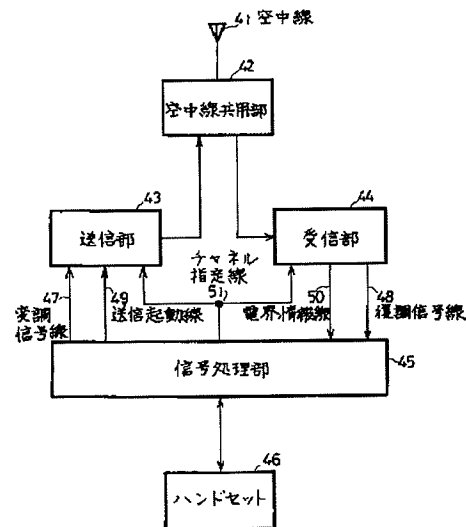 41 空中線
42
空中線共用部
43
送信部
44
受信部
チャネル
指定線
51
47
変調
信号線
49
送信起動線
電界情報線
50
48
復調信号線
信号処理部
45
46
ハンドセット